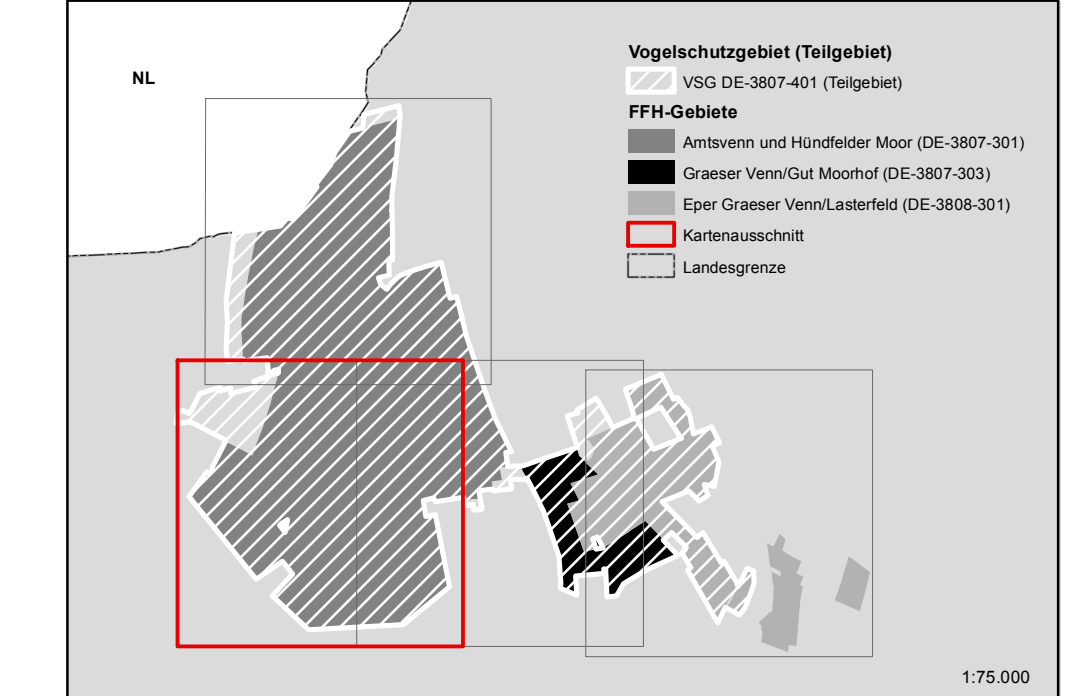 NL
Vogelschutzgebiet (Teilgebiet)
VSG DE-3807-401 (Teilgebiet)
FFH-Gebiete
Amtsvenn und Hündfelder Moor (DE-3807-301)
Graeser Venn/Gut Moorhof (DE-3807-303)
Eper Graeser Venn/Lasterfeld (DE-3808-301)
Kartenausschnitt
Landesgrenze
1:75.000